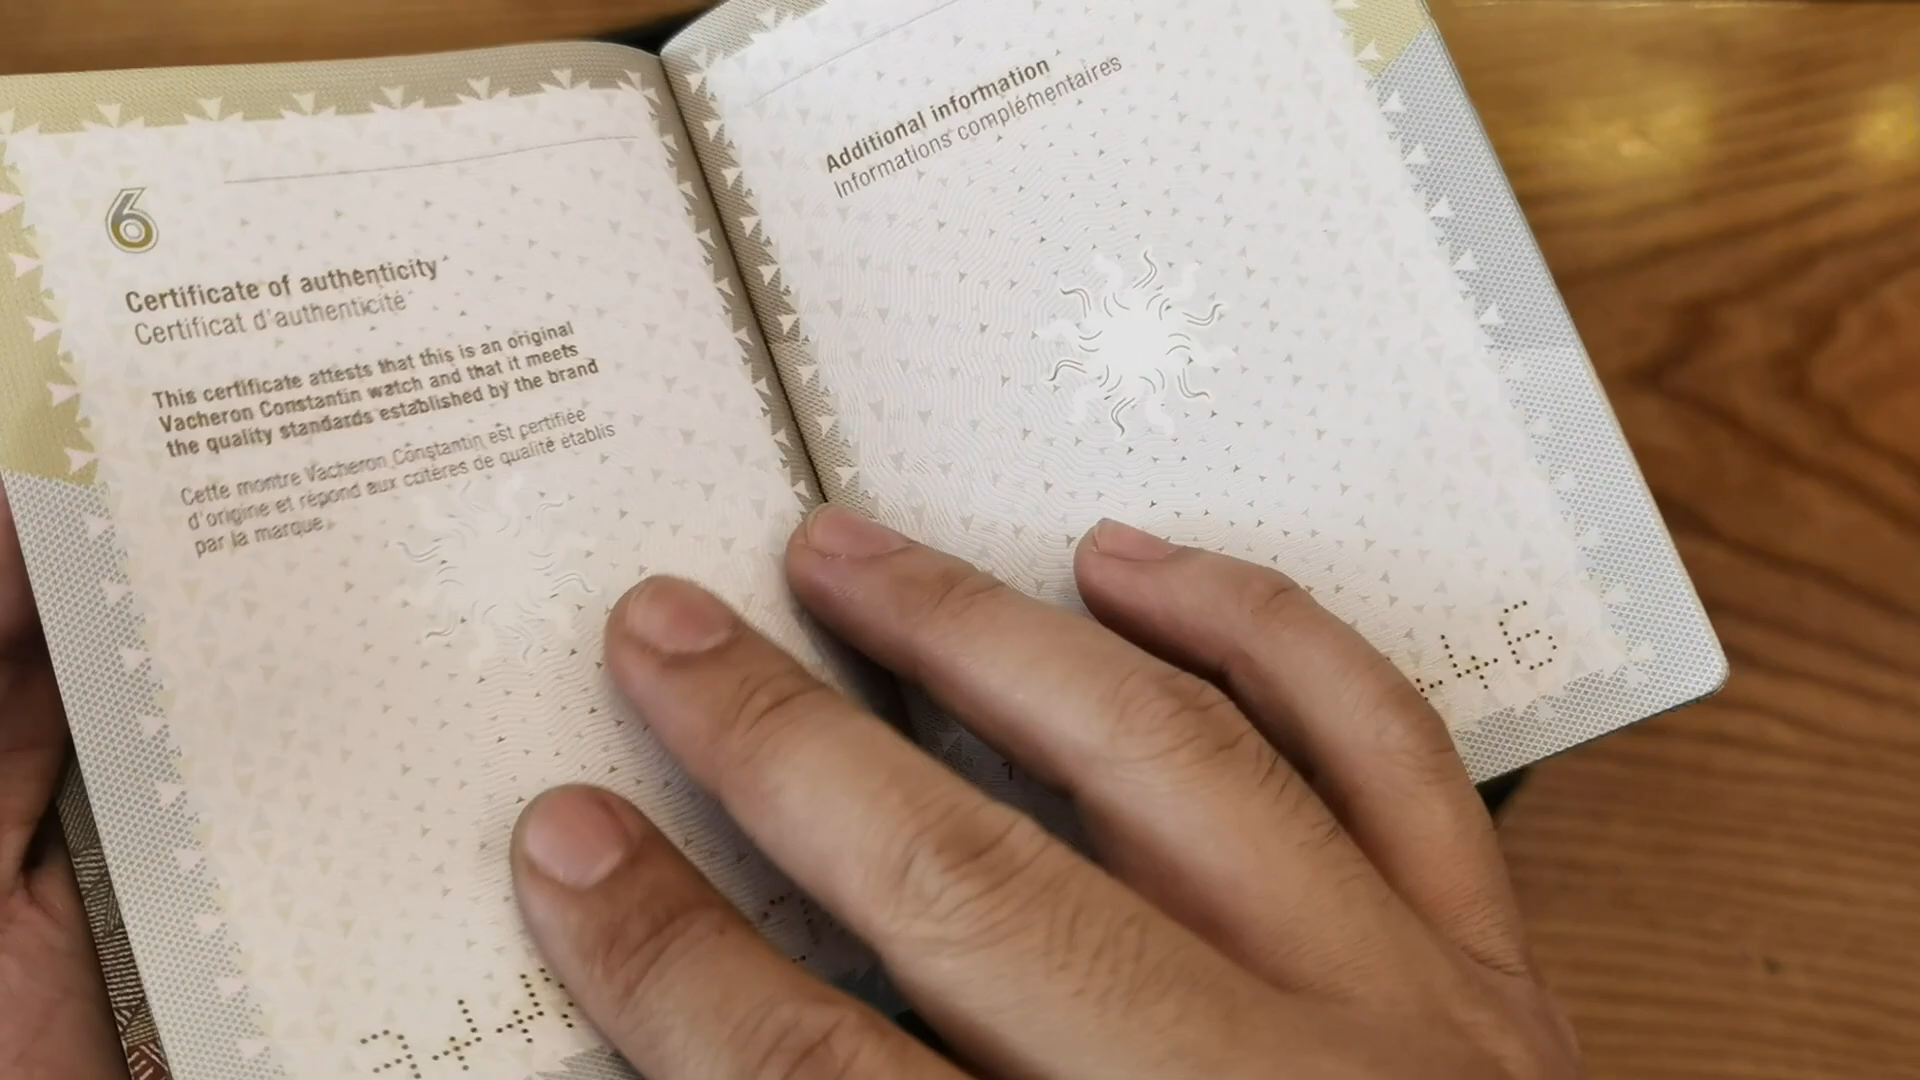 6
Certificate of authenticity
Certificat d'authenticité
This certificate attests that this is an original
Vacheron Constantin watch and that it meets
the quality standards established by the brand
Cette montre Vacheron Constantin est certifiée
d'origine et répond aux critères de qualité établis
par la marque.
Additional information
Informations complémentaires